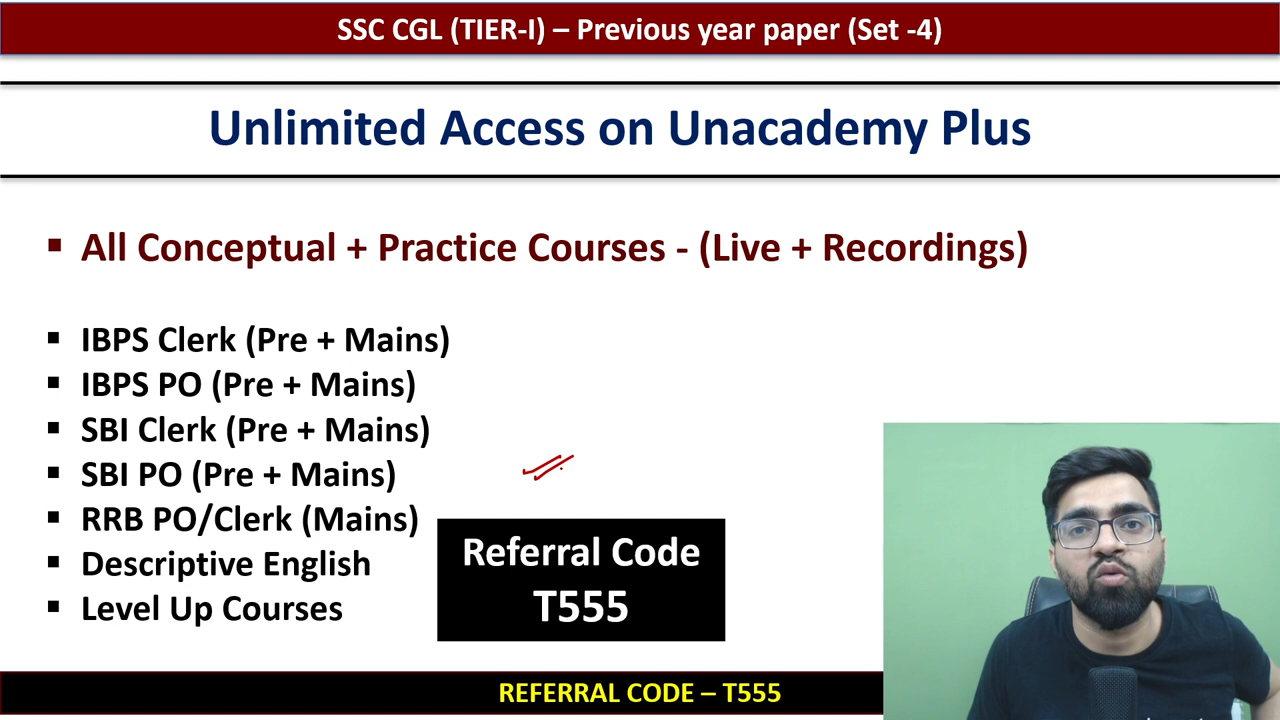 SSC CGL (TIER-I) – Previous year paper (Set -4)
Unlimited Access on Unacademy Plus
▪ All Conceptual + Practice Courses - (Live + Recordings)
▪ IBPS Clerk (Pre + Mains)
▪ IBPS PO (Pre + Mains)
▪ SBI Clerk (Pre + Mains)
▪ SBI PO (Pre + Mains)
▪ RRB PO/Clerk (Mains)
▪ Descriptive English
▪ Level Up Courses
Referral Code
T555
REFERRAL CODE – T555